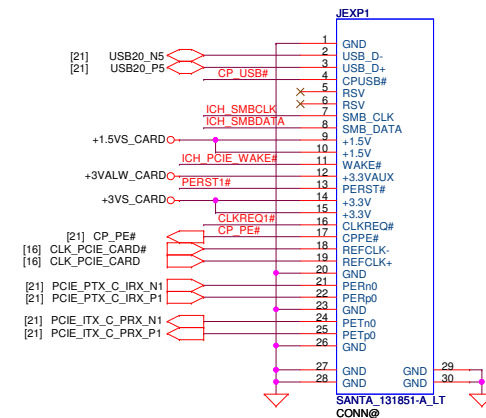 JEXP1
1 GND
[21] USB20_N5 2 USB_D-
[21] USB20_P5 3 USB_D+
CP_USB# 4 CPUSB#
5 RSV
6 RSV
ICH_SMBCLK 7 SMB_CLK
ICH_SMBDATA 8 SMB_DATA
+1.5VS_CARD 9 +1.5V
10 +1.5V
ICH_PCIE_WAKE# 11 WAKE#
+3VALW_CARD 12 +3.3VAUX
PERST1# 13 PERST#
+3VS_CARD 14 +3.3V
15 +3.3V
CLKREQ1# 16 CLKREQ#
[21] CP_PE# CP_PE# 17 CPPE#
[16] CLK_PCIE_CARD# 18 REFCLK-
[16] CLK_PCIE_CARD 19 REFCLK+
20 GND
[21] PCIE_PTX_C_IRX_N1 21 PERn0
[21] PCIE_PTX_C_IRX_P1 22 PERp0
23 GND
[21] PCIE_ITX_C_PRX_N1 24 PETn0
[21] PCIE_ITX_C_PRX_P1 25 PETp0
26 GND
27 GND GND 29
28 GND GND 30
SANTA_131851-A_LT
CONN@